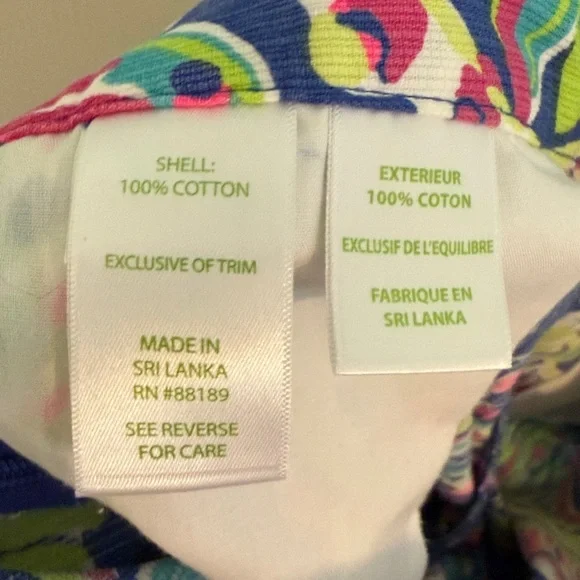 SHELL:
100% COTTON
EXCLUSIVE OF TRIM
MADE IN
SRI LANKA
RN #88189
SEE REVERSE
FOR CARE
EXTERIEUR
100% COTON
EXCLUSIF DE L'EQUILIBRE
FABRIQUE EN
SRI LANKA